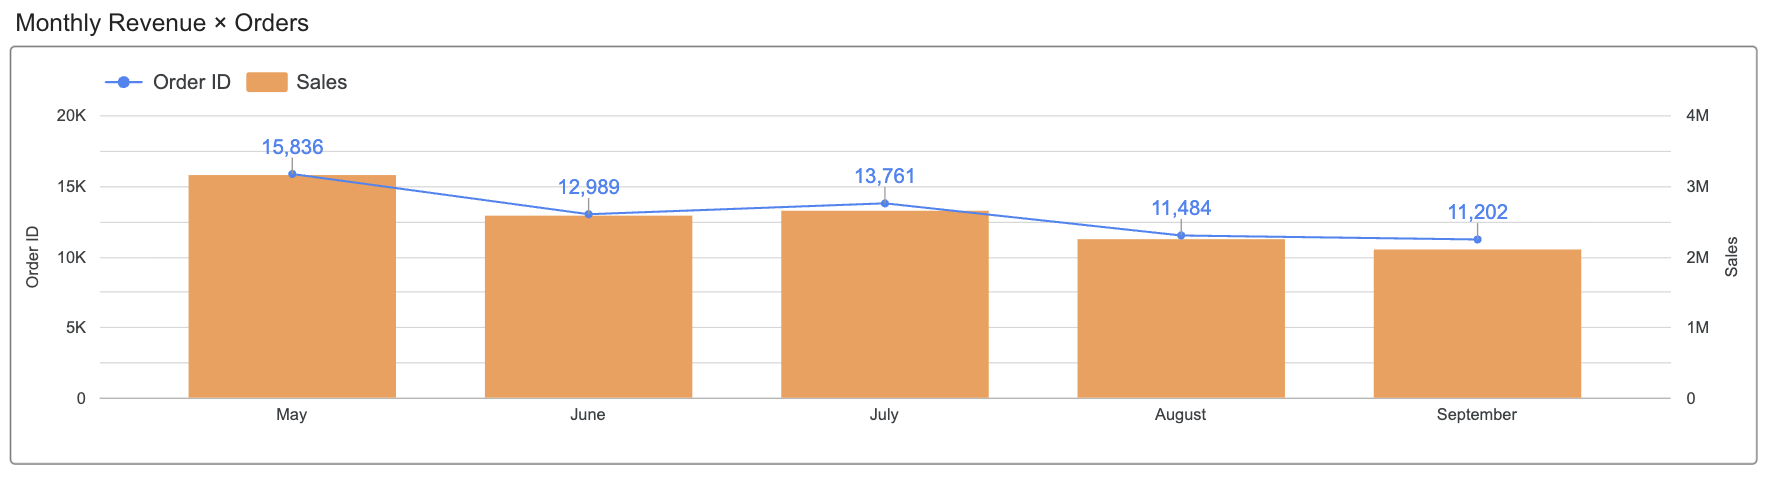 Monthly Revenue × Orders
Order ID Sales
20K 4M
15,836
15K 12,989 13,761 3M
11,484 11,202
Order ID Sales
10K 2M
5K 1M
0 0
May June July August September